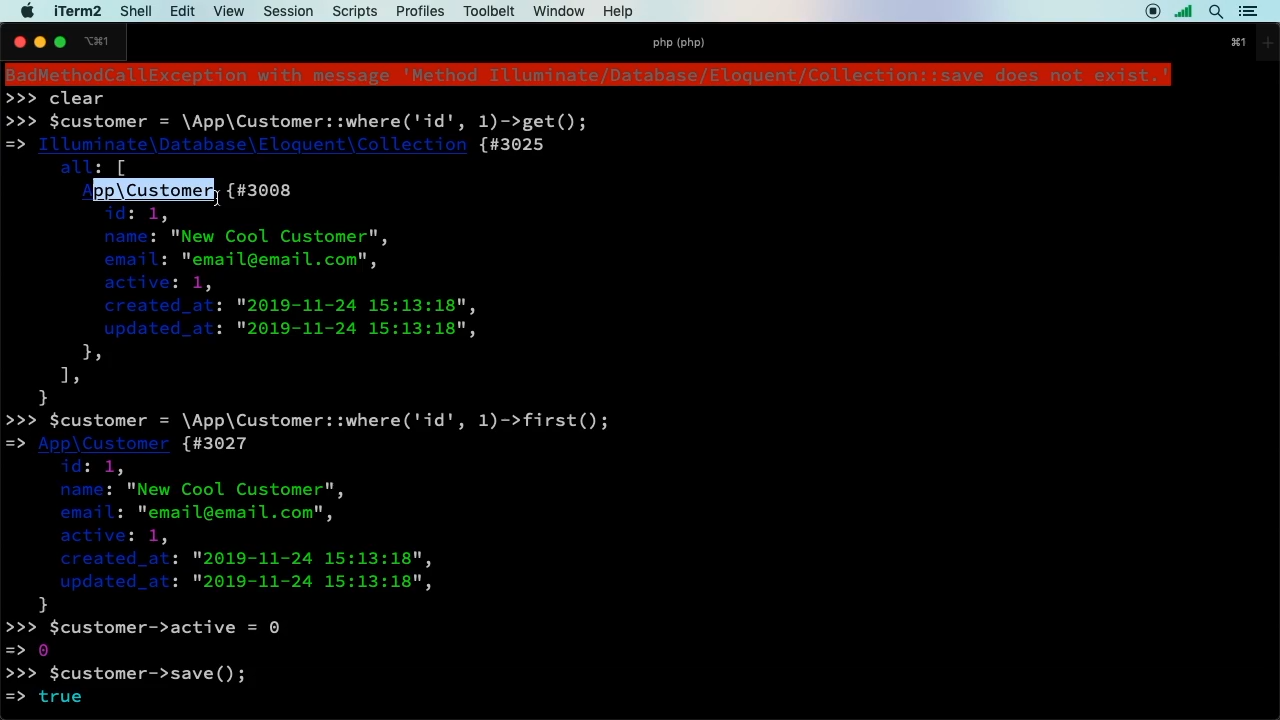 iTerm2 Shell Edit View Session Scripts Profiles Toolbelt Window Help
⌥⌘1 php (php) ⌘1
BadMethodCallException with message 'Method Illuminate/Database/Eloquent/Collection::save does not exist.'
>>> clear
>>> $customer = \App\Customer::where('id', 1)->get();
=> Illuminate\Database\Eloquent\Collection {#3025
all: [
App\Customer {#3008
id: 1,
name: "New Cool Customer",
email: "email@email.com",
active: 1,
created_at: "2019-11-24 15:13:18",
updated_at: "2019-11-24 15:13:18",
},
],
}
>>> $customer = \App\Customer::where('id', 1)->first();
=> App\Customer {#3027
id: 1,
name: "New Cool Customer",
email: "email@email.com",
active: 1,
created_at: "2019-11-24 15:13:18",
updated_at: "2019-11-24 15:13:18",
}
>>> $customer->active = 0
=> 0
>>> $customer->save();
=> true